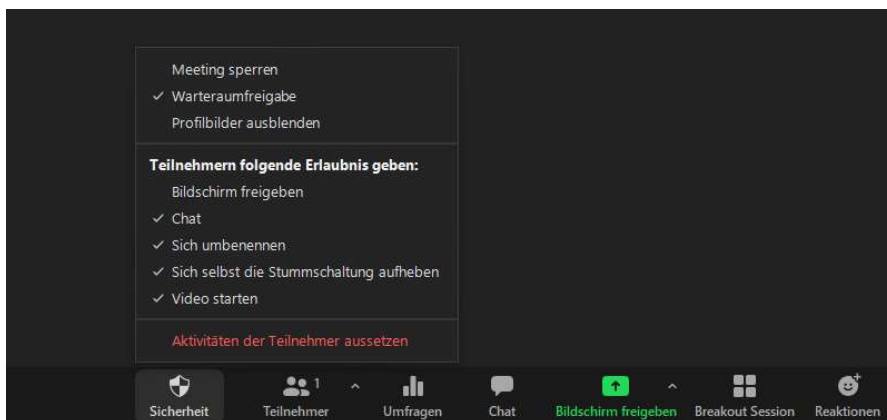 Meeting sperren
Warteraumfreigabe
Profilbilder ausblenden
Teilnehmern folgende Erlaubnis geben:
Bildschirm freigeben
Chat
Sich umbenennen
Sich selbst die Stummschaltung aufheben
Video starten
Aktivitäten der Teilnehmer aussetzen
1
Sicherheit Teilnehmer Umfragen Chat Bildschirm freigeben Breakout Session Reaktionen